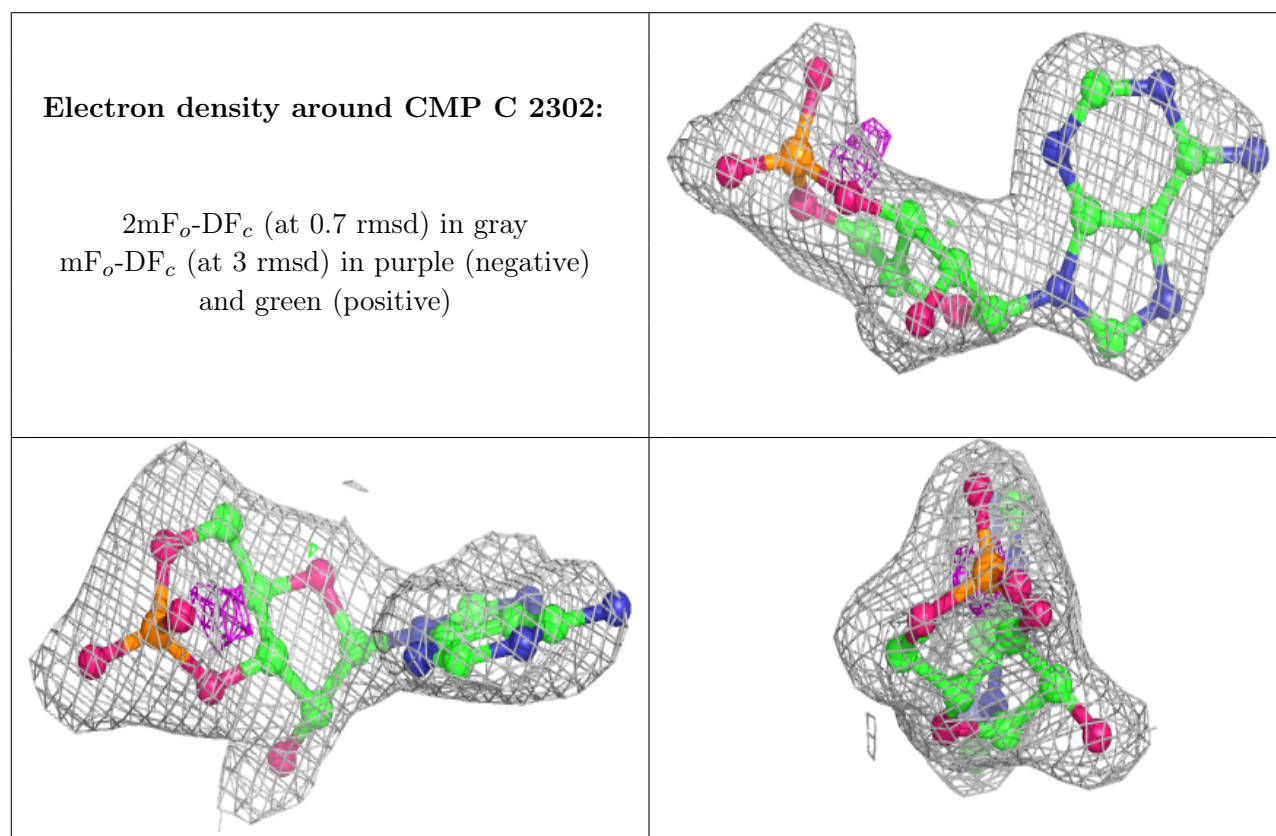 Electron density around CMP C 2302:
2mFo-DFc (at 0.7 rmsd) in gray
mFo-DFc (at 3 rmsd) in purple (negative)
and green (positive)